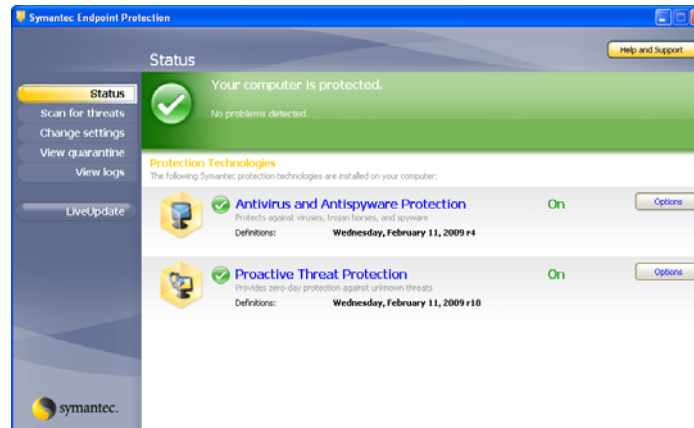 Symantec Endpoint Protection
Status
Help and Support
Status
Scan for threats
Change settings
View quarantine
View logs
LiveUpdate
Your computer is protected.
No problems detected.
Protection Technologies
The following Symantec protection technologies are installed on your computer:
Antivirus and Antispyware Protection
On
Options
Protects against viruses, trojan horses, and spyware
Definitions: Wednesday, February 11, 2009 r4
Proactive Threat Protection
On
Options
Provides zero-day protection against unknown threats
Definitions: Wednesday, February 11, 2009 r10
symantec.